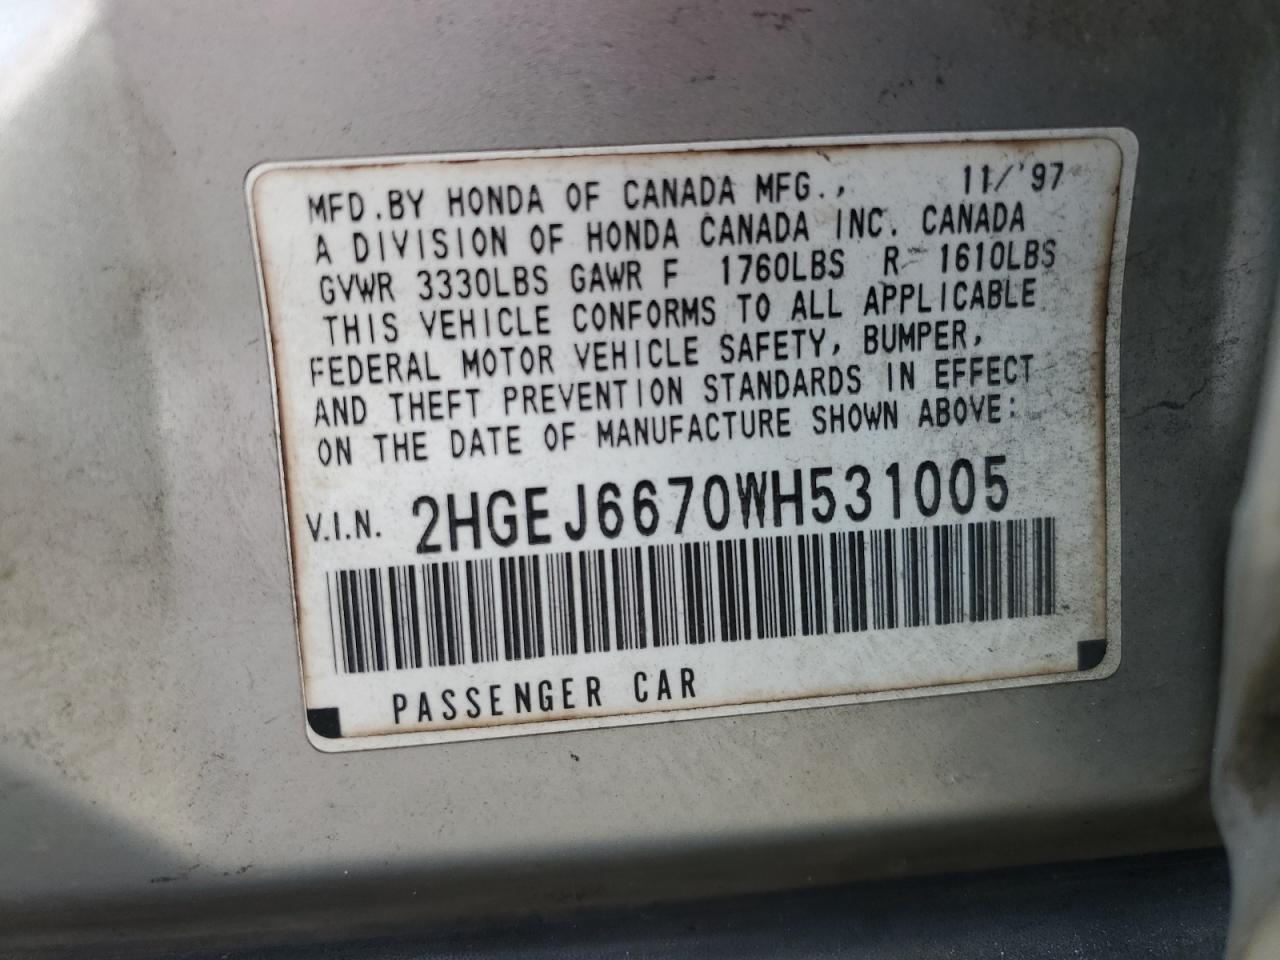 MFD.BY HONDA OF CANADA MFG., 11/'97
A DIVISION OF HONDA CANADA INC. CANADA
GVWR 3330LBS GAWR F 1760LBS R 1610LBS
THIS VEHICLE CONFORMS TO ALL APPLICABLE
FEDERAL MOTOR VEHICLE SAFETY, BUMPER,
AND THEFT PREVENTION STANDARDS IN EFFECT
ON THE DATE OF MANUFACTURE SHOWN ABOVE:
V.I.N. 2HGEJ6670WH531005
PASSENGER CAR